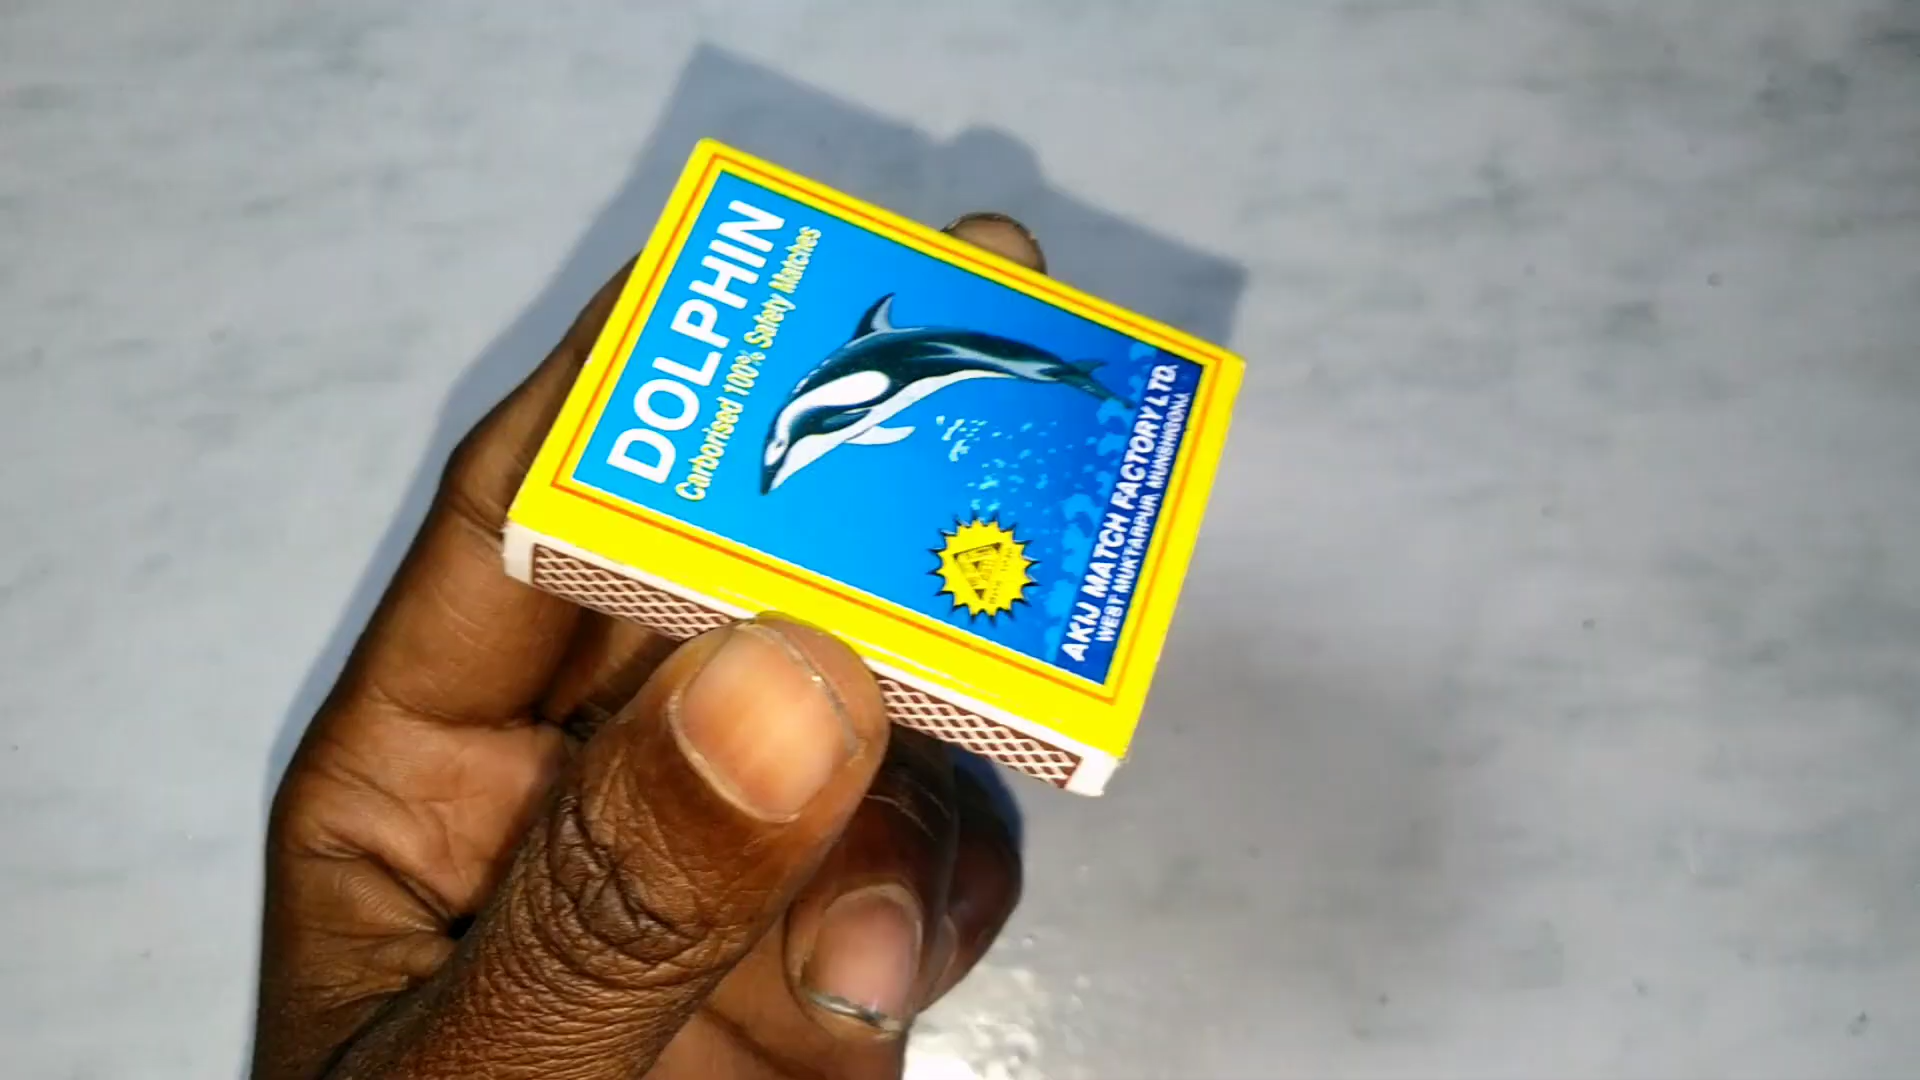 DOLPHIN
Carborised 100% Safety Matches
AKIJ MATCH FACTORY LTD.
WEST MUKTARPUR, MUNSHIGONJ.